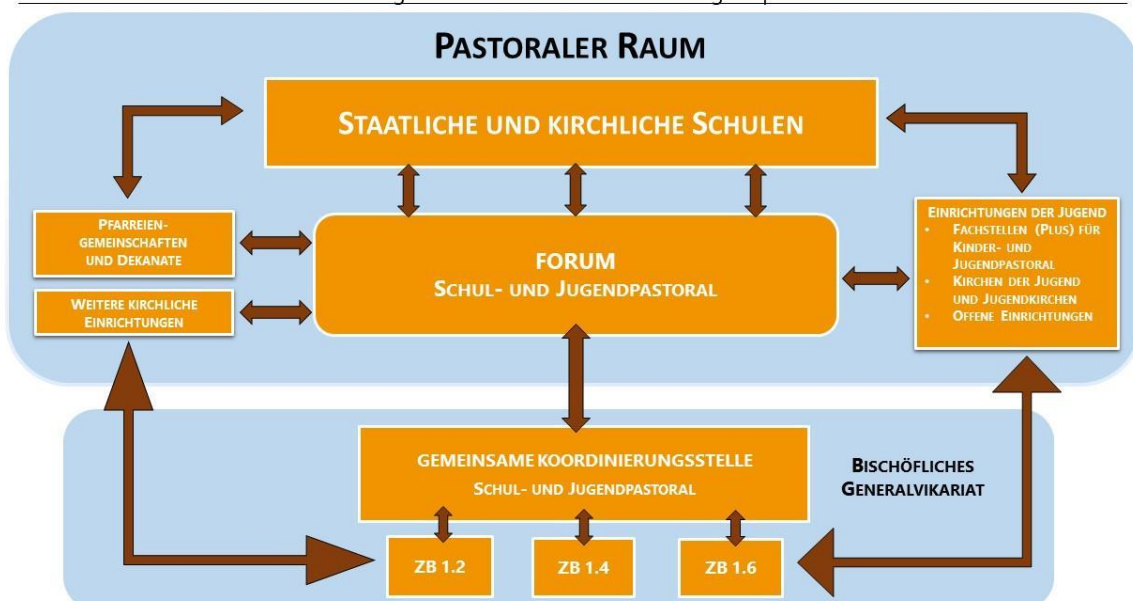 PASTORALER RAUM
STAATLICHE UND KIRCHLICHE SCHULEN
PFARREIEN-
GEMEINSCHAFTEN
UND DEKANATE
WEITERE KIRCHLICHE
EINRICHTUNGEN
FORUM
SCHUL- UND JUGENDPASTORAL
EINRICHTUNGEN DER JUGEND
• FACHSTELLEN (PLUS) FÜR
KINDER- UND
JUGENDPASTORAL
• KIRCHEN DER JUGEND
UND JUGENDKIRCHEN
• OFFENE EINRICHTUNGEN
GEMEINSAME KOORDINIERUNGSSTELLE
SCHUL- UND JUGENDPASTORAL
BISCHÖFLICHES
GENERALVIKARIAT
ZB 1.2
ZB 1.4
ZB 1.6